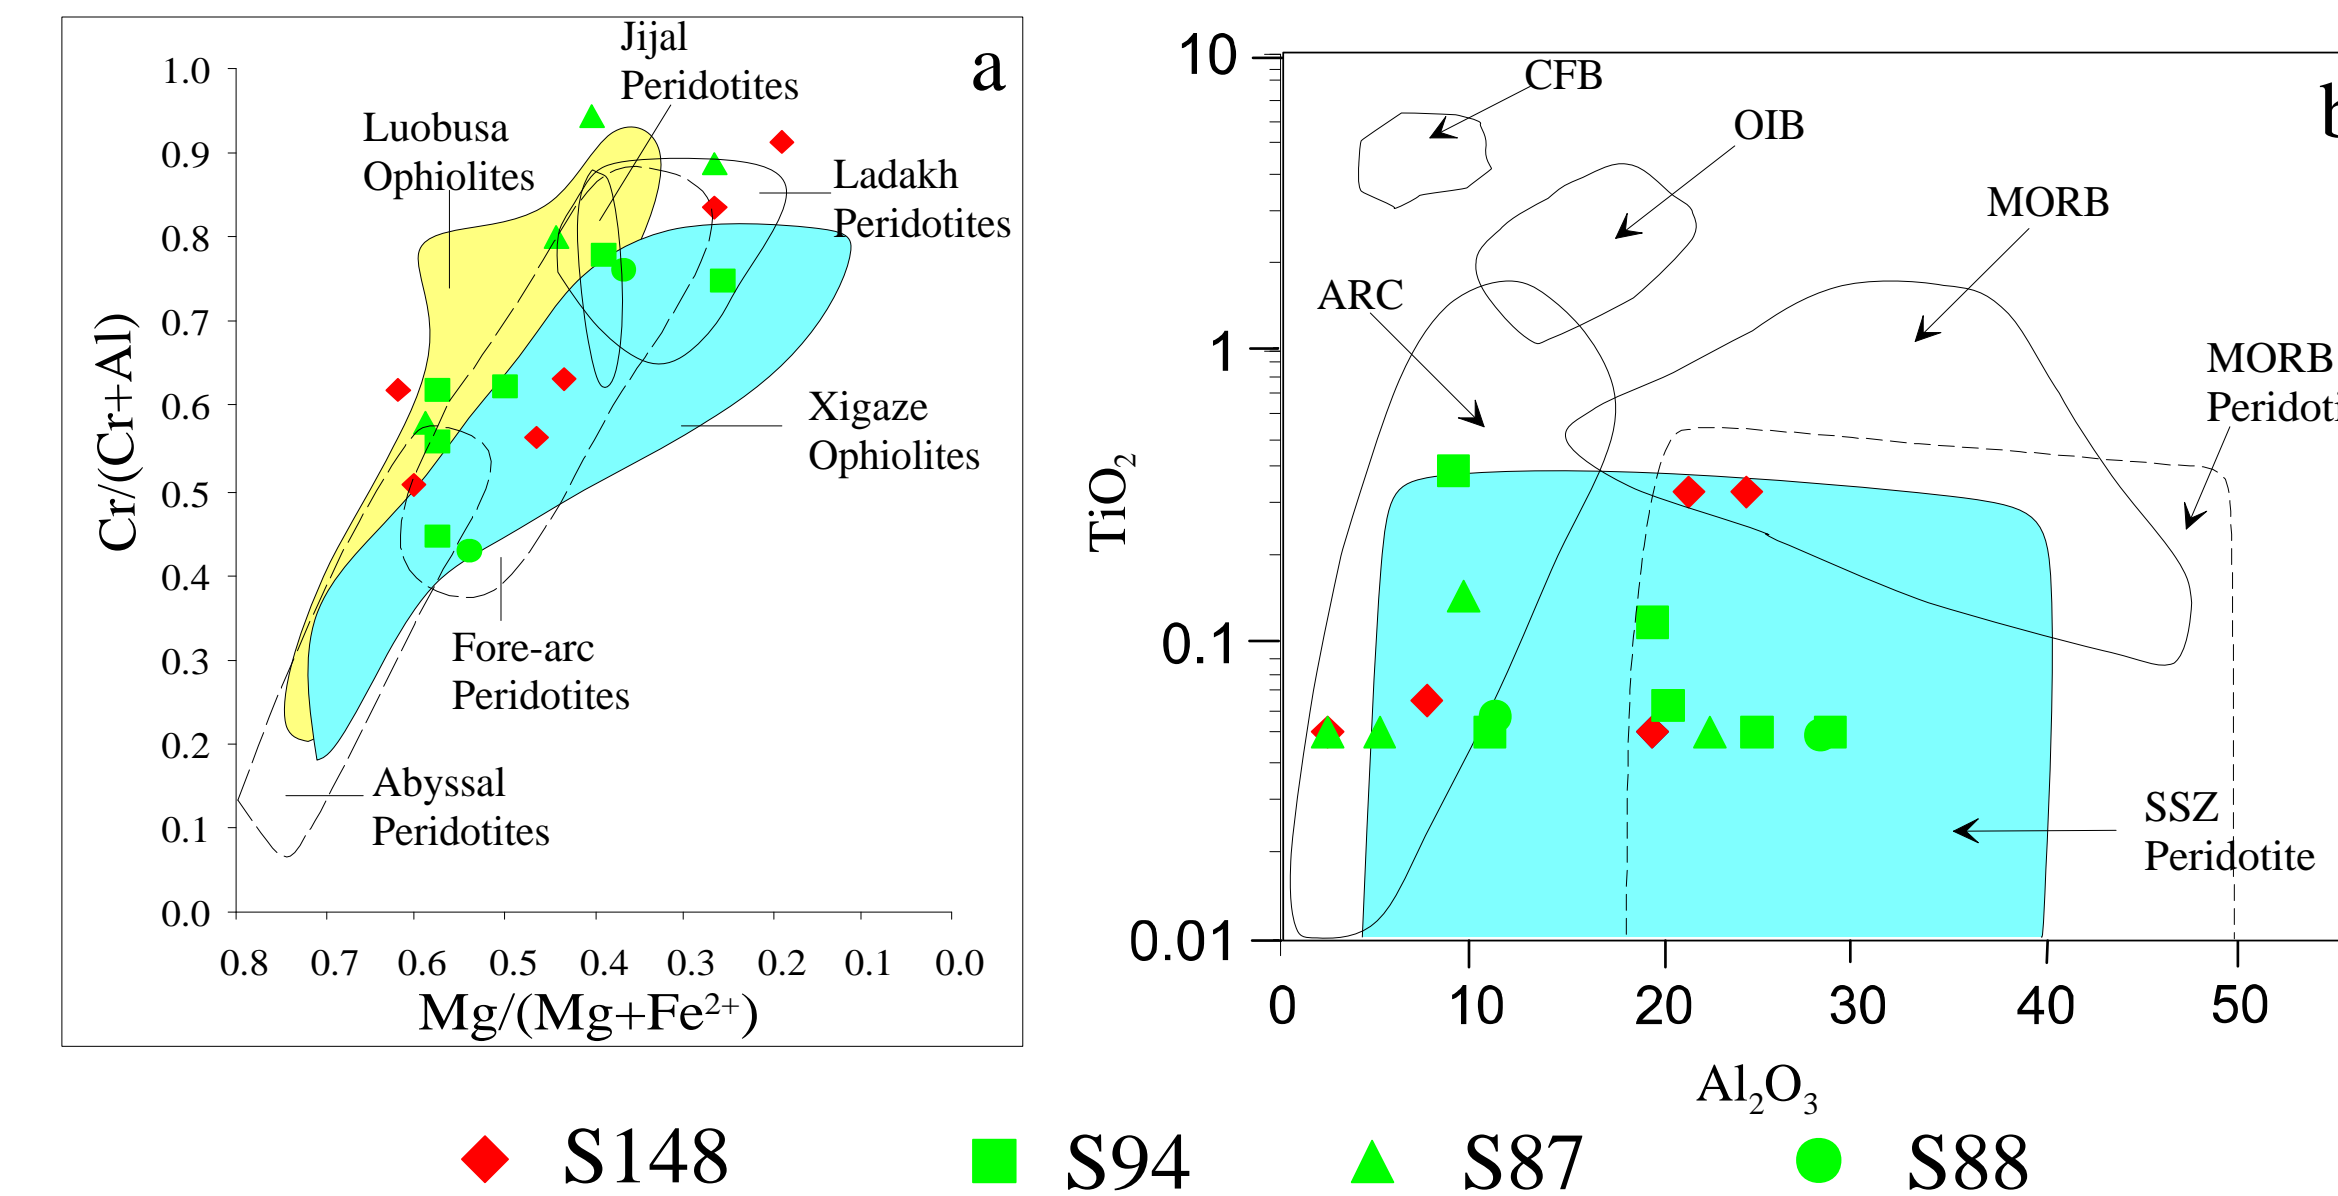 Jijal
Peridotites
a
1.0
Luobusa
Ophiolites
0.9
Ladakh
Peridotites
0.8
0.7
0.6
Xigaze
Ophiolites
0.5
0.4
Fore-arc
Peridotites
0.3
0.2
Abyssal
Peridotites
0.1
0.0
Cr/(Cr+Al)
0.8 0.7 0.6 0.5 0.4 0.3 0.2 0.1 0.0
Mg/(Mg+Fe²⁺)
10
CFB
OIB
MORB
ARC
1
MORB
TiO₂
0.1
SSZ
Peridotite
0.01
0 10 20 30 40 50
Al₂O₃
S148 S94 S87 S88